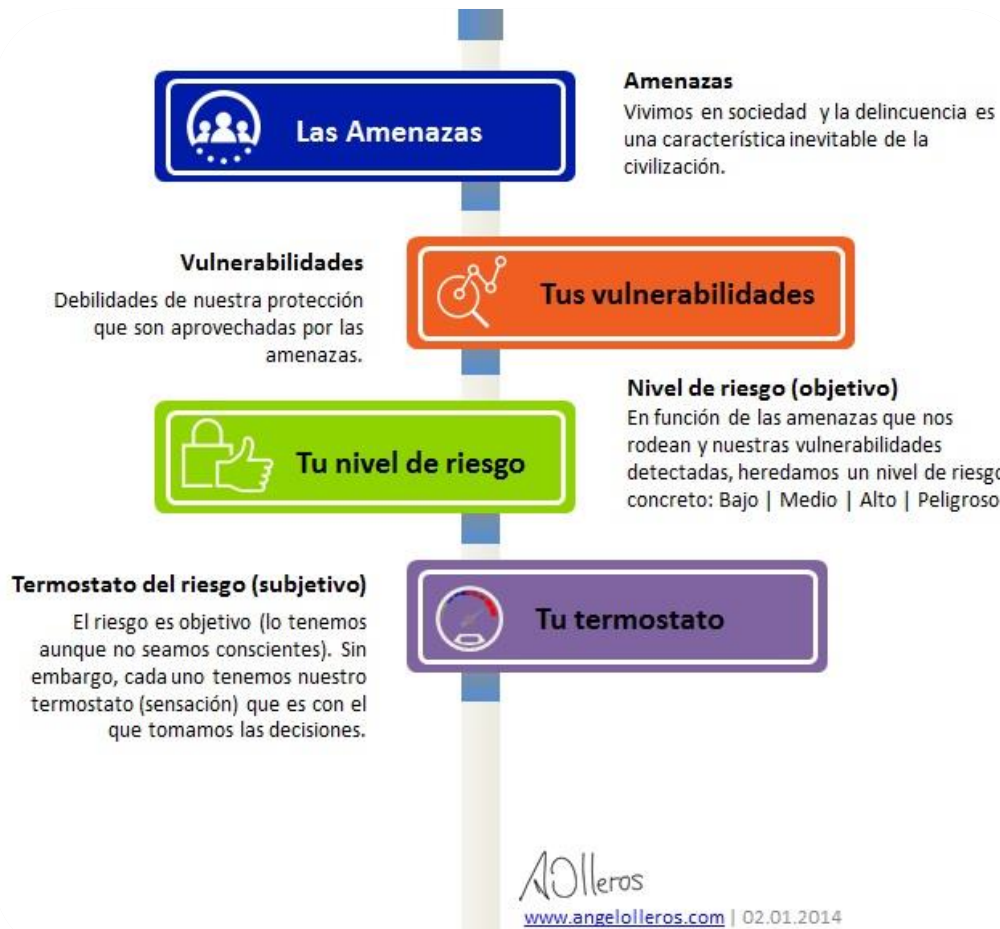 Las Amenazas
Amenazas
Vivimos en sociedad y la delincuencia es
una característica inevitable de la
civilización.
Vulnerabilidades
Debilidades de nuestra protección
que son aprovechadas por las
amenazas.
Tus vulnerabilidades
Tu nivel de riesgo
Nivel de riesgo (objetivo)
En función de las amenazas que nos
rodean y nuestras vulnerabilidades
detectadas, heredamos un nivel de riesgo
concreto: Bajo | Medio | Alto | Peligroso
Termostato del riesgo (subjetivo)
El riesgo es objetivo (lo tenemos
aunque no seamos conscientes). Sin
embargo, cada uno tenemos nuestro
termostato (sensación) que es con el
que tomamos las decisiones.
Tu termostato
AOlleros
www.angelolleros.com | 02.01.2014